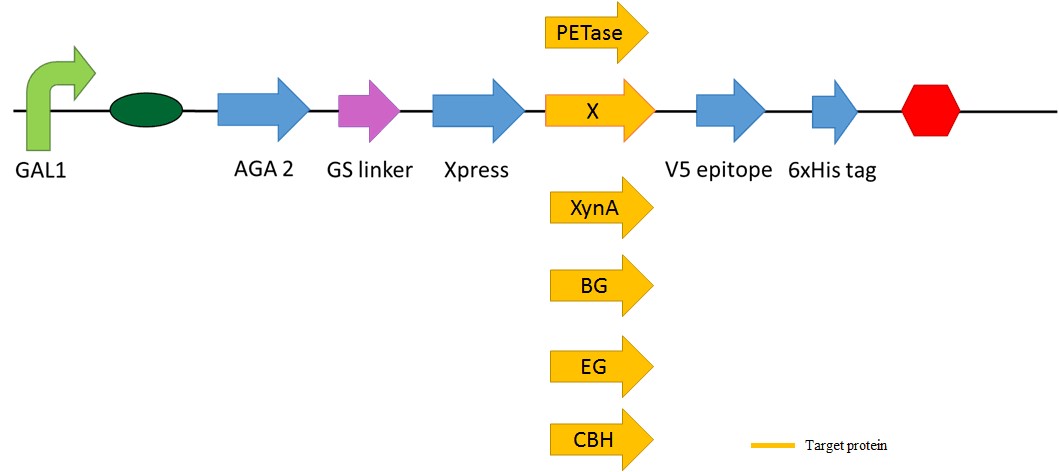 PETase
X
GAL1
AGA 2
GS linker
Xpress
V5 epitope
6xHis tag
XynA
BG
EG
CBH
Target protein